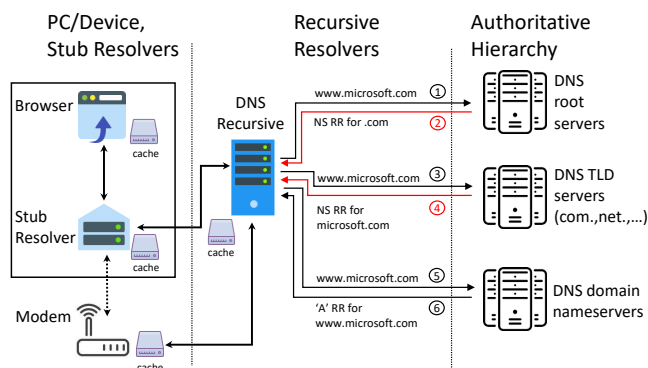 PC/Device,
Stub Resolvers
Recursive
Resolvers
Authoritative
Hierarchy
Browser
cache
Stub
Resolver
cache
Modem
cache
DNS
Recursive
cache
www.microsoft.com ①
NS RR for .com ②
www.microsoft.com ③
NS RR for ④
microsoft.com
www.microsoft.com ⑤
‘A’ RR for ⑥
www.microsoft.com
DNS
root
servers
DNS TLD
servers
(com.,net.,...)
DNS domain
nameservers